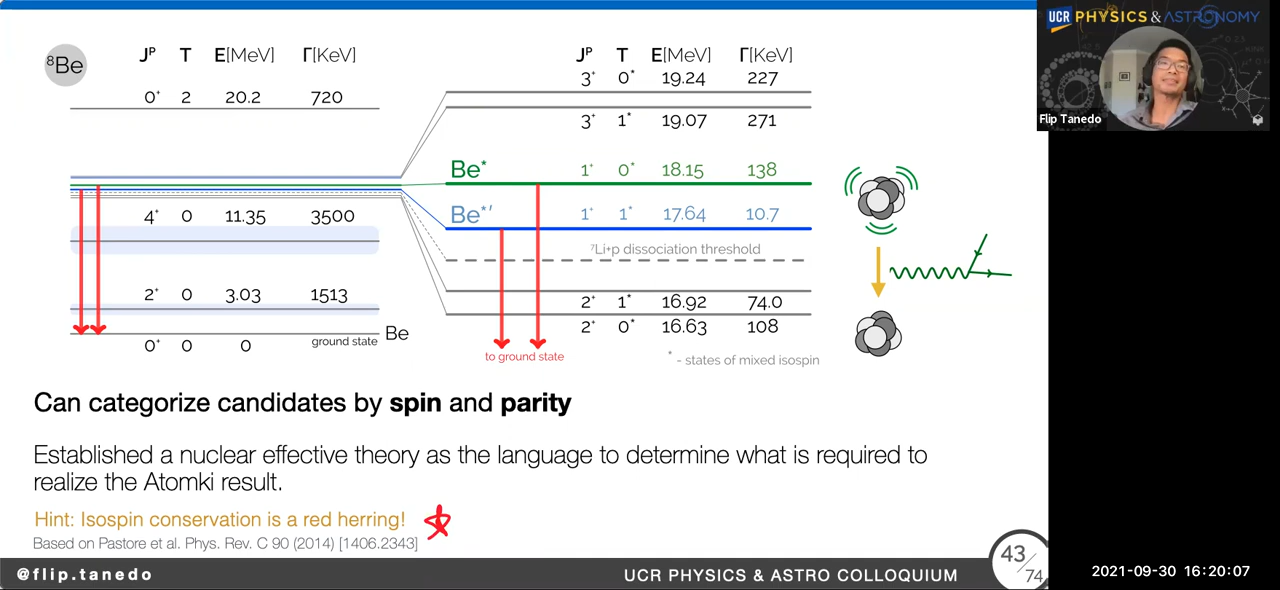 UCR PHYSICS & ASTRONOMY
Flip Tanedo
⁸Be
Jᴾ T E[MeV] Γ[KeV]
0⁺ 2 20.2 720
4⁺ 0 11.35 3500
2⁺ 0 3.03 1513
0⁺ 0 0 ground state Be
Jᴾ T E[MeV] Γ[KeV]
3⁺ 0* 19.24 227
3⁺ 1* 19.07 271
Be* 1⁺ 0* 18.15 138
Be*′ 1⁺ 1* 17.64 10.7
⁷Li+p dissociation threshold
2⁺ 1* 16.92 74.0
2⁺ 0* 16.63 108
to ground state
* - states of mixed isospin
Can categorize candidates by spin and parity
Established a nuclear effective theory as the language to determine what is required to
realize the Atomki result.
Hint: Isospin conservation is a red herring!
Based on Pastore et al. Phys. Rev. C 90 (2014) [1406.2343]
@flip.tanedo
UCR PHYSICS & ASTRO COLLOQUIUM
43/74
2021-09-30 16:20:07